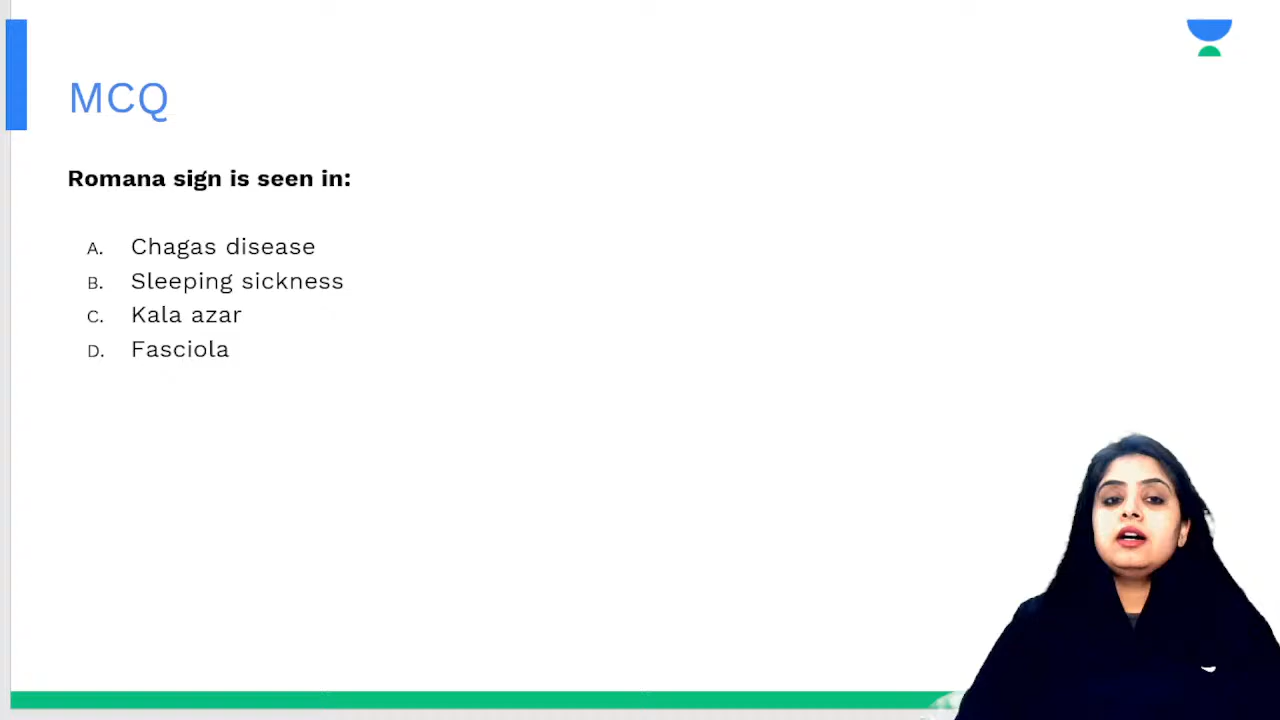 MCQ
Romana sign is seen in:
A. Chagas disease
B. Sleeping sickness
C. Kala azar
D. Fasciola